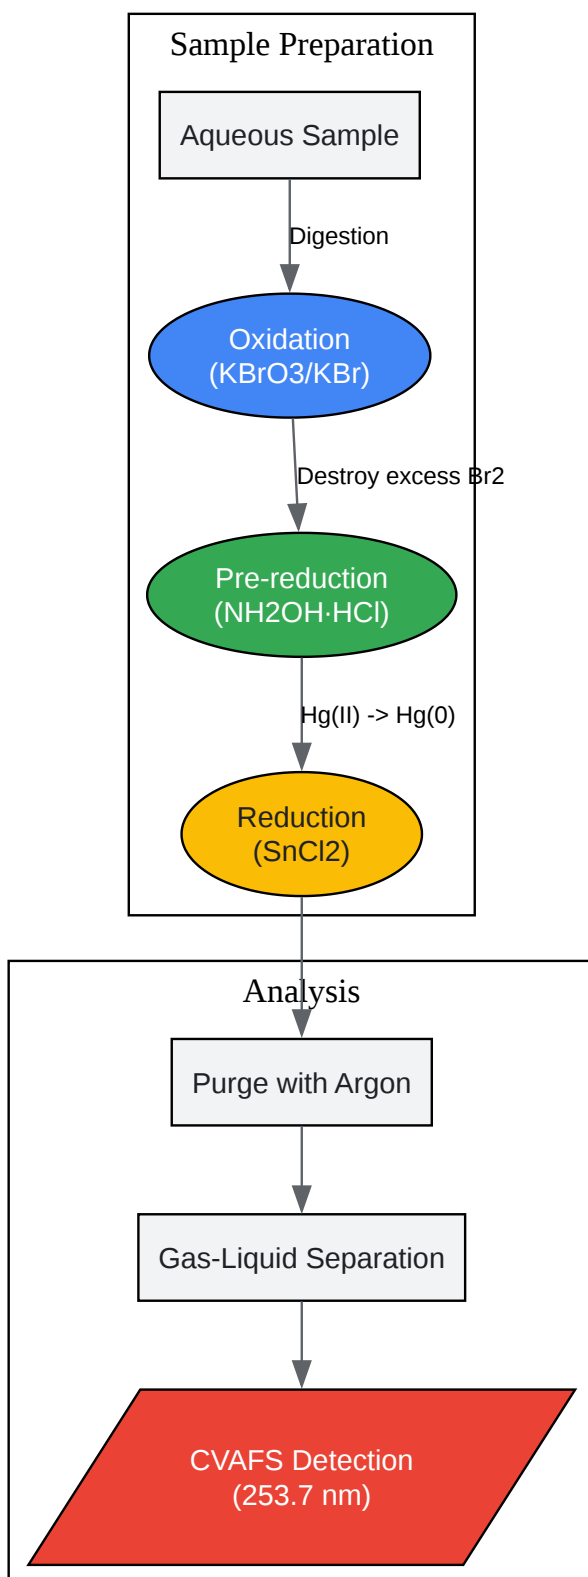 Sample Preparation
Aqueous Sample
Digestion
Oxidation
(KBrO3/KBr)
Destroy excess Br2
Pre-reduction
(NH2OH·HCl)
Hg(II) -> Hg(0)
Reduction
(SnCl2)
Analysis
Purge with Argon
Gas-Liquid Separation
CVAFS Detection
(253.7 nm)